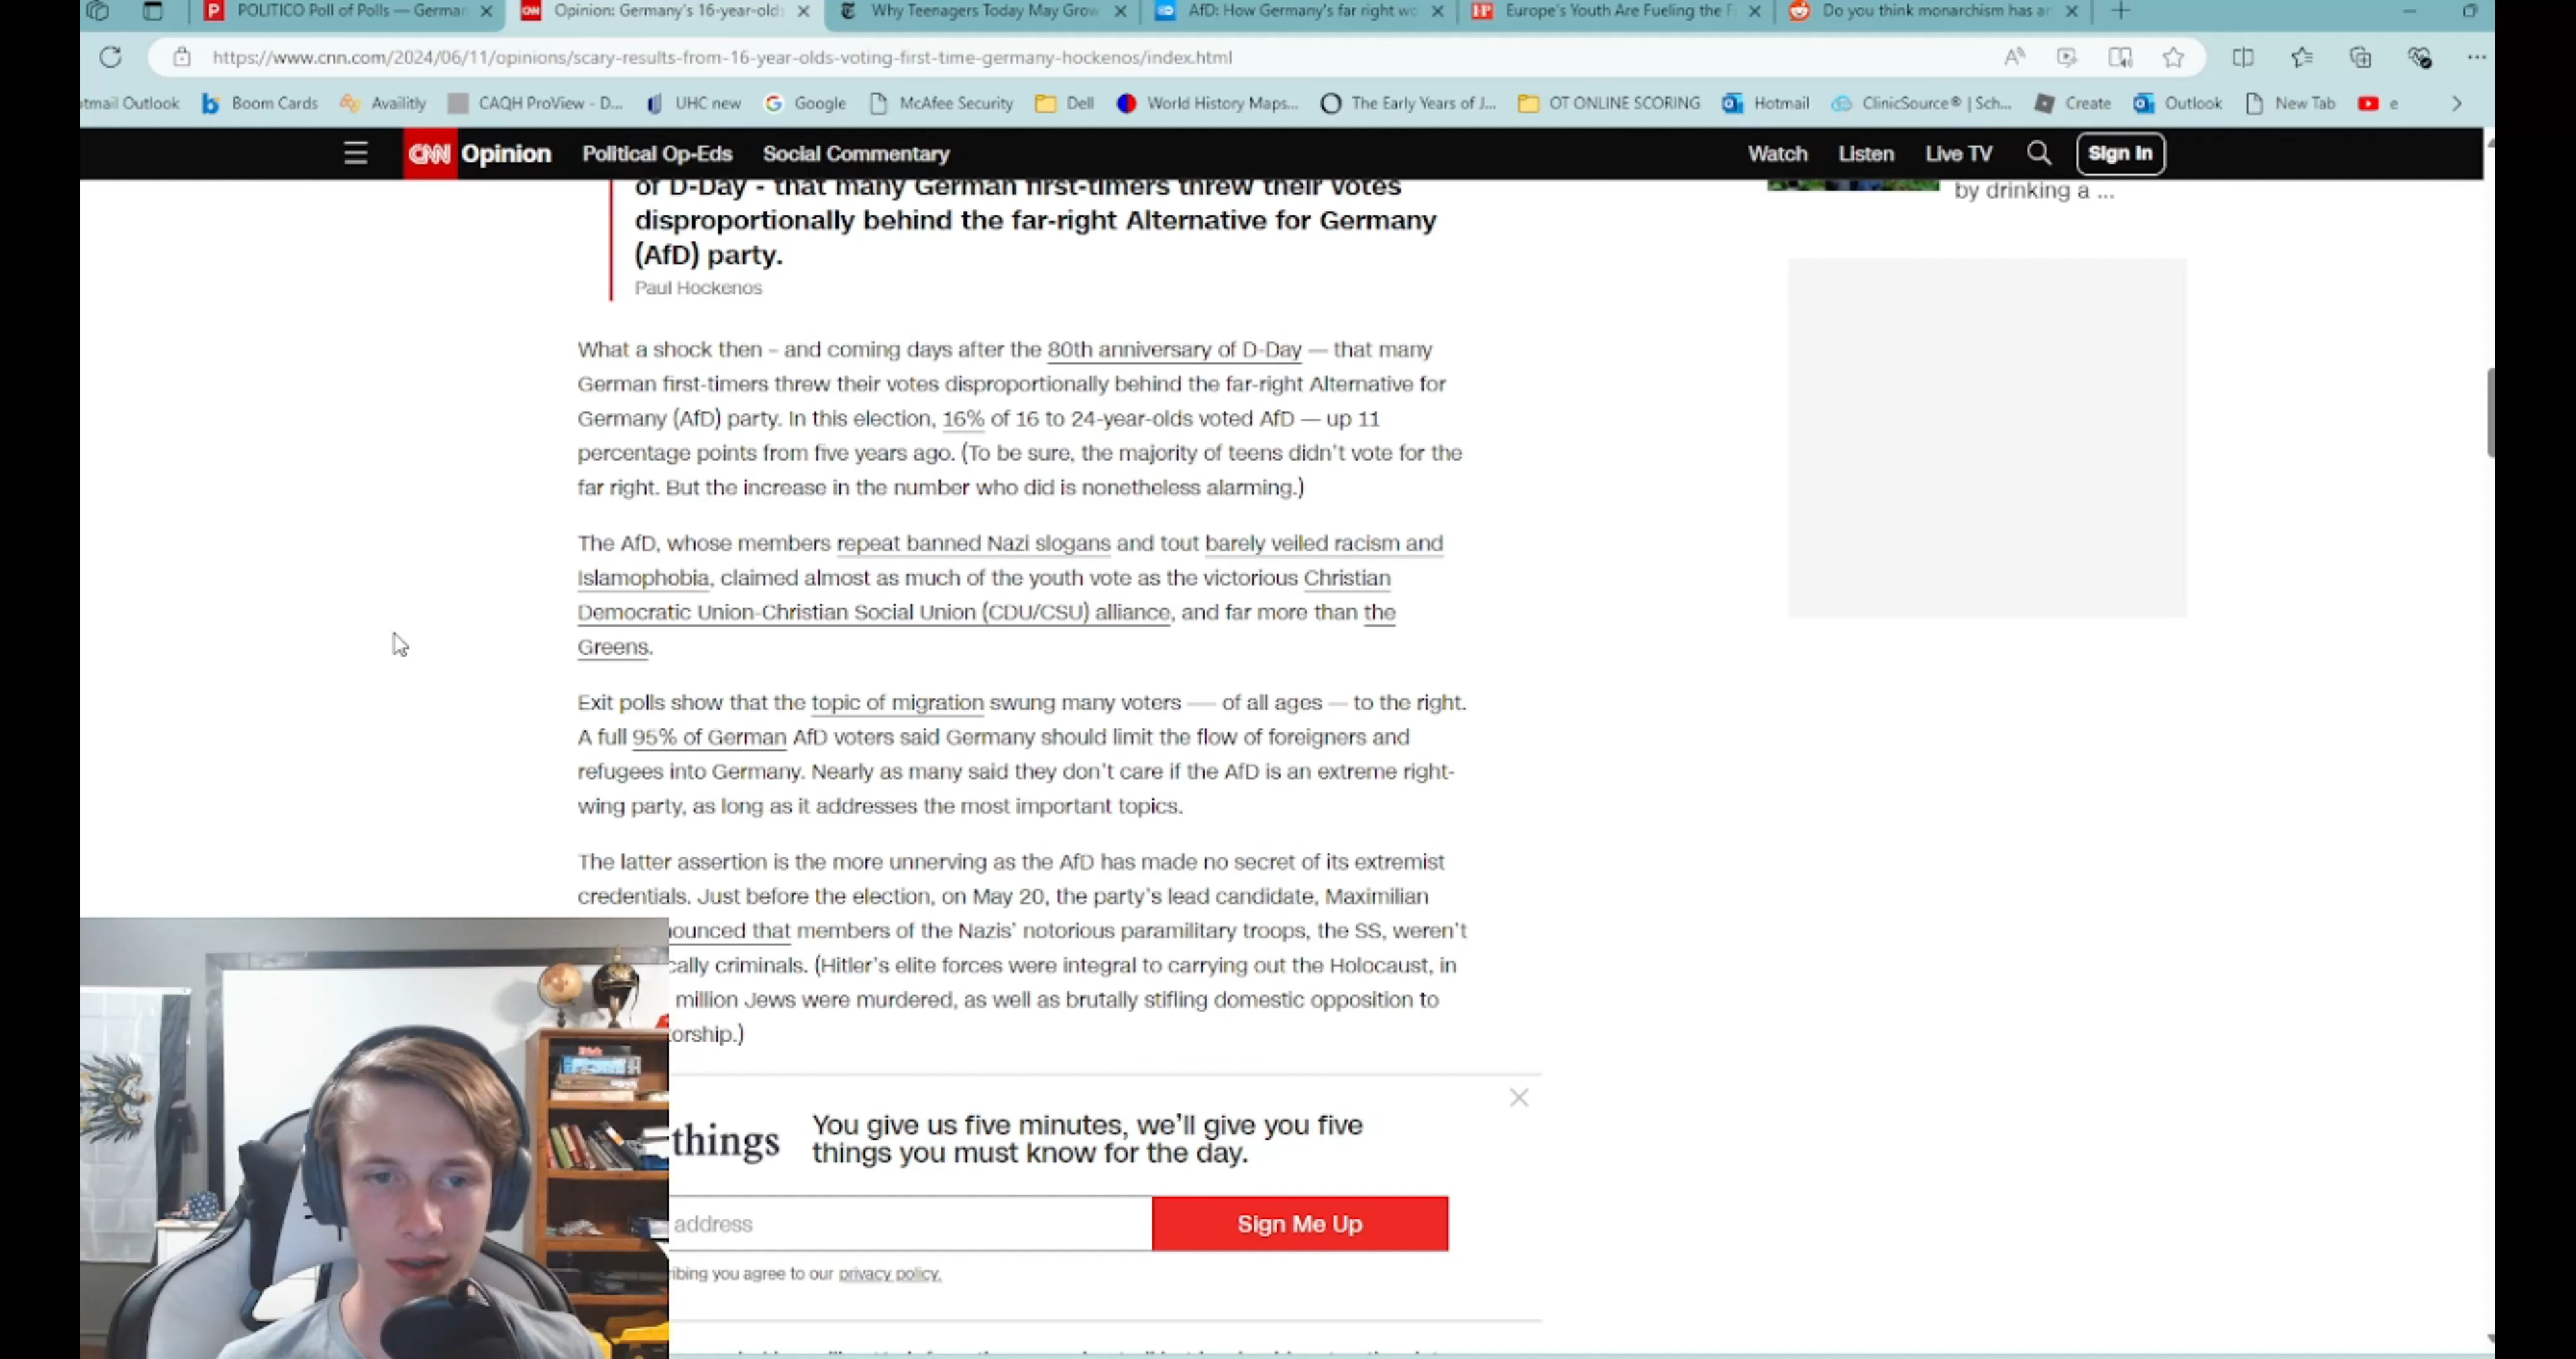 POLITICO Poll of Polls — German
Opinion: Germany's 16-year-olds
Why Teenagers Today May Grow
AfD: How Germany's far right wo
Europe's Youth Are Fueling the F
Do you think monarchism has an
https://www.cnn.com/2024/06/11/opinions/scary-results-from-16-year-olds-voting-first-time-germany-hockenos/index.html
tmail Outlook Boom Cards Availitly CAQH ProView - D... UHC new Google McAfee Security Dell World History Maps... The Early Years of J... OT ONLINE SCORING Hotmail ClinicSource® | Sch... Create Outlook New Tab e
CNN Opinion Political Op-Eds Social Commentary Watch Listen Live TV Sign In
of D-Day - that many German first-timers threw their votes
disproportionally behind the far-right Alternative for Germany
(AfD) party.
Paul Hockenos
by drinking a ...
What a shock then – and coming days after the 80th anniversary of D-Day — that many
German first-timers threw their votes disproportionally behind the far-right Alternative for
Germany (AfD) party. In this election, 16% of 16 to 24-year-olds voted AfD — up 11
percentage points from five years ago. (To be sure, the majority of teens didn't vote for the
far right. But the increase in the number who did is nonetheless alarming.)
The AfD, whose members repeat banned Nazi slogans and tout barely veiled racism and
Islamophobia, claimed almost as much of the youth vote as the victorious Christian
Democratic Union-Christian Social Union (CDU/CSU) alliance, and far more than the
Greens.
Exit polls show that the topic of migration swung many voters — of all ages — to the right.
A full 95% of German AfD voters said Germany should limit the flow of foreigners and
refugees into Germany. Nearly as many said they don't care if the AfD is an extreme right-
wing party, as long as it addresses the most important topics.
The latter assertion is the more unnerving as the AfD has made no secret of its extremist
credentials. Just before the election, on May 20, the party's lead candidate, Maximilian
ounced that members of the Nazis' notorious paramilitary troops, the SS, weren't
cally criminals. (Hitler's elite forces were integral to carrying out the Holocaust, in
million Jews were murdered, as well as brutally stifling domestic opposition to
orship.)
things
You give us five minutes, we'll give you five
things you must know for the day.
address
Sign Me Up
ribing you agree to our privacy policy.